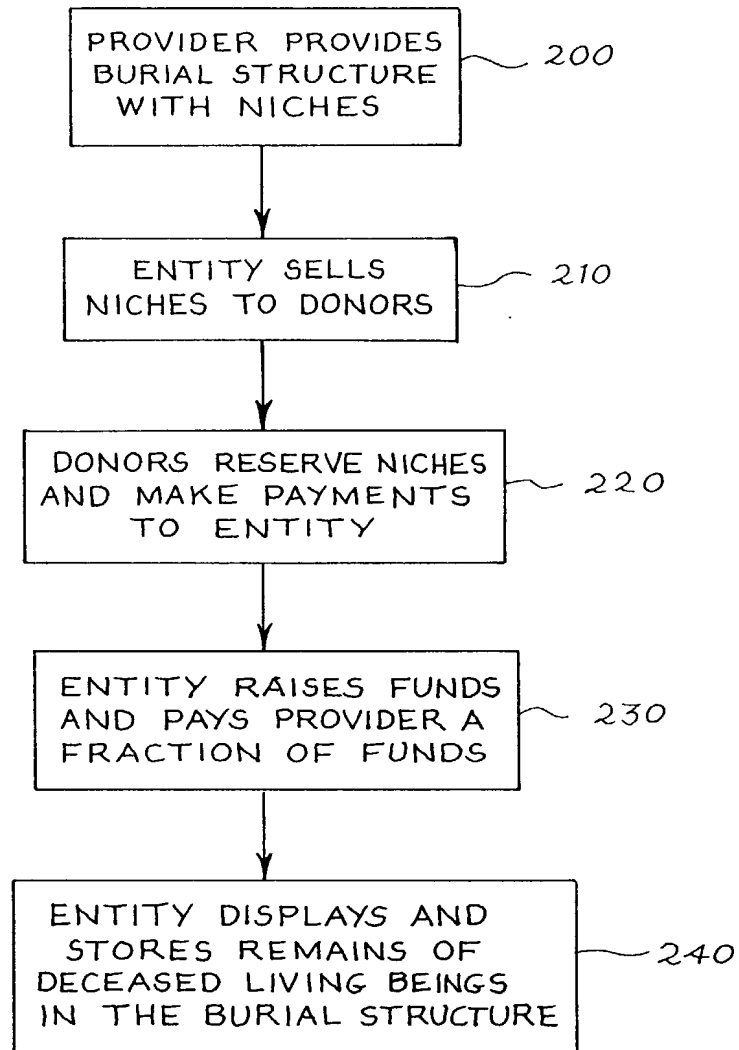 PROVIDER PROVIDES
BURIAL STRUCTURE
WITH NICHES
200
ENTITY SELLS
NICHES TO DONORS
210
DONORS RESERVE NICHES
AND MAKE PAYMENTS
TO ENTITY
220
ENTITY RAISES FUNDS
AND PAYS PROVIDER A
FRACTION OF FUNDS
230
ENTITY DISPLAYS AND
STORES REMAINS OF
DECEASED LIVING BEINGS
IN THE BURIAL STRUCTURE
240